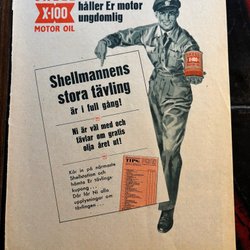 X-100
MOTOR OIL
håller Er motor
ungdomlig
Shellmannens
stora tävling
är i full gång!
Ni är väl med och
tävlar om gratis
olja året ut!
Kör in på närmaste
Shellstation och
hämta Er tävlings-
kupong...
Där får Ni alla
upplysningar om
tävlingen...
TIPS
X-100